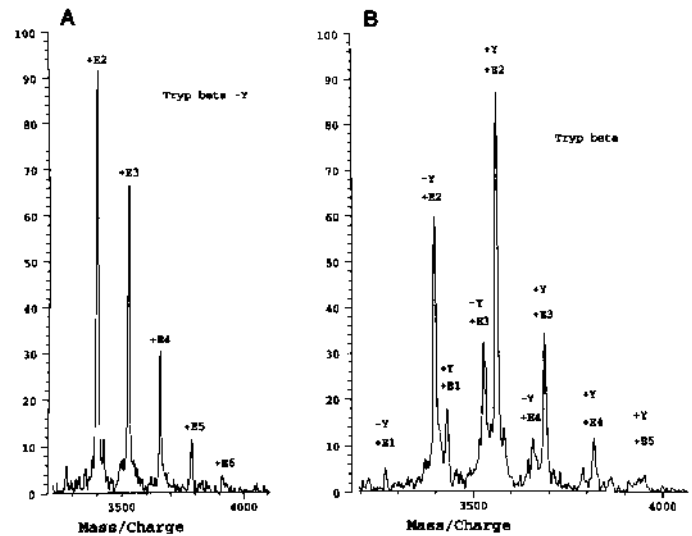 A
B
100
90
80
70
60
50
40
30
20
10
0
+E2
Tryp beta -Y
+E3
+E4
+E5
+E6
3500
4000
Mass/Charge
100
90
80
70
60
50
40
30
20
10
0
+Y
+E2
Tryp beta
-Y
+E2
-Y
+E3
+Y
+E3
+Y
+E1
-Y
+E4
+Y
+E4
-Y
+E1
+Y
+E5
3500
4000
Mass/Charge